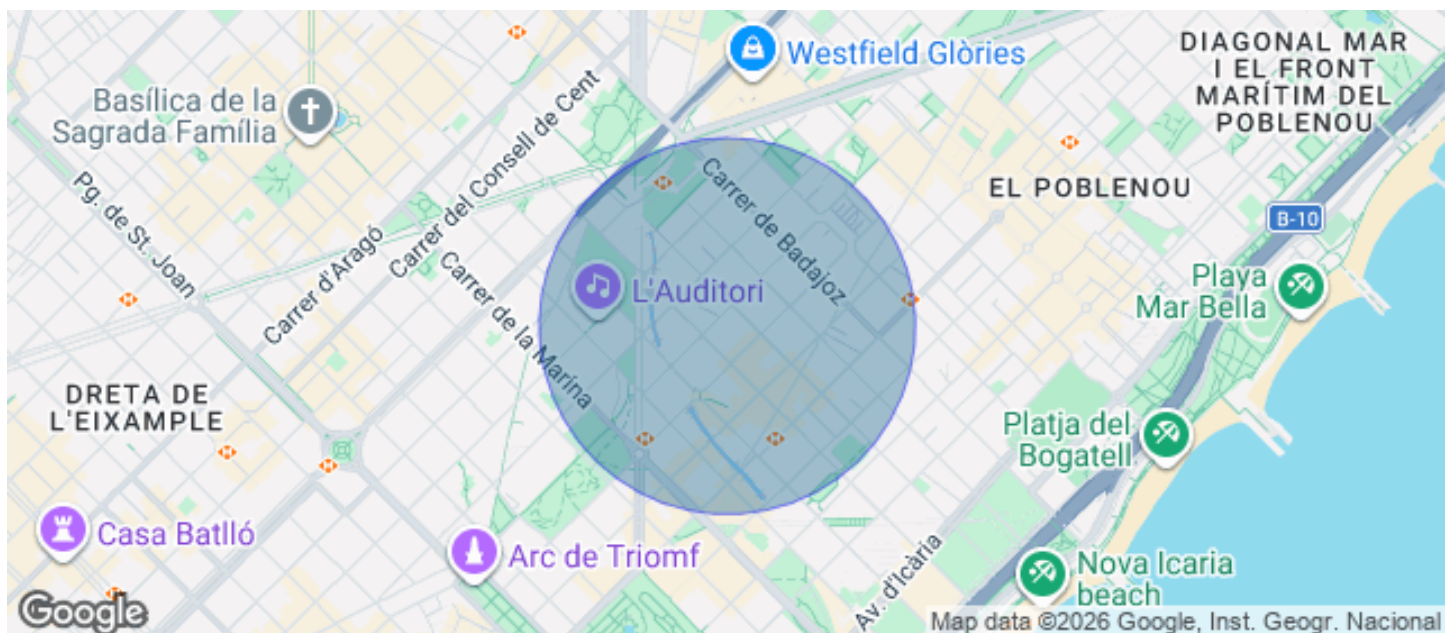 Westfield Glòries
DIAGONAL MAR
I EL FRONT
MARÍTIM DEL
POBLENOU
Basílica de la
Sagrada Família
Carrer del Consell de Cent
Pg. de St. Joan
Carrer d'Aragó
Carrer de la Marina
Carrer de Badajoz
EL POBLENOU
B-10
L'Auditori
Playa
Mar Bella
DRETA DE
L'EIXAMPLE
Platja del
Bogatell
Casa Batlló
Arc de Triomf
Av. d'Icària
Nova Icaria
beach
Google
Map data ©2026 Google, Inst. Geogr. Nacional